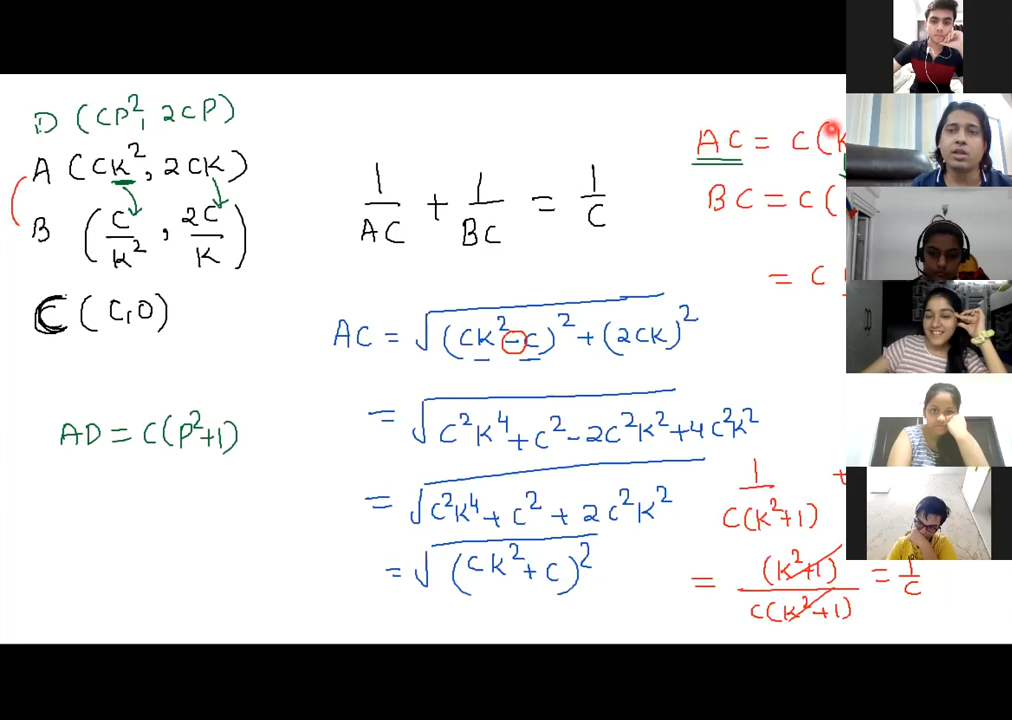 D (CP², 2CP)
A (CK², 2CK)
B (C/K², 2C/K)
C (C,0)
AD = C(P²+1)
1/AC + 1/BC = 1/C
AC = √(CK²-C)²+(2CK)²
= √C²K⁴+C²-2C²K²+4C²K²
= √C²K⁴+C²+2C²K²
= √(CK²+C)²
AC = C(K
BC = C(
= C
1/C(K²+1) +
= (K²+1)/C(K²+1) = 1/C